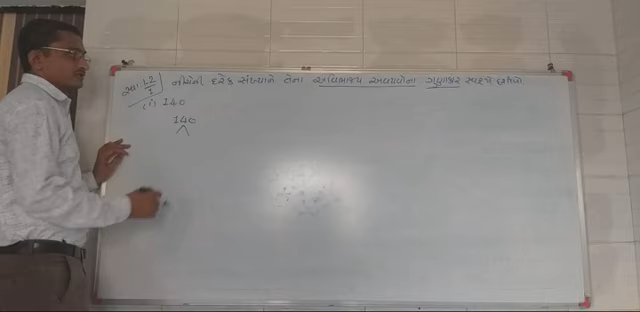 સ્વા. 1.2/1 નીચેની દરેક સંખ્યાને તેના અવિભાજ્ય અવયવોના ગુણાકાર સ્વરૂપે દર્શાવો.
(i) 140
140